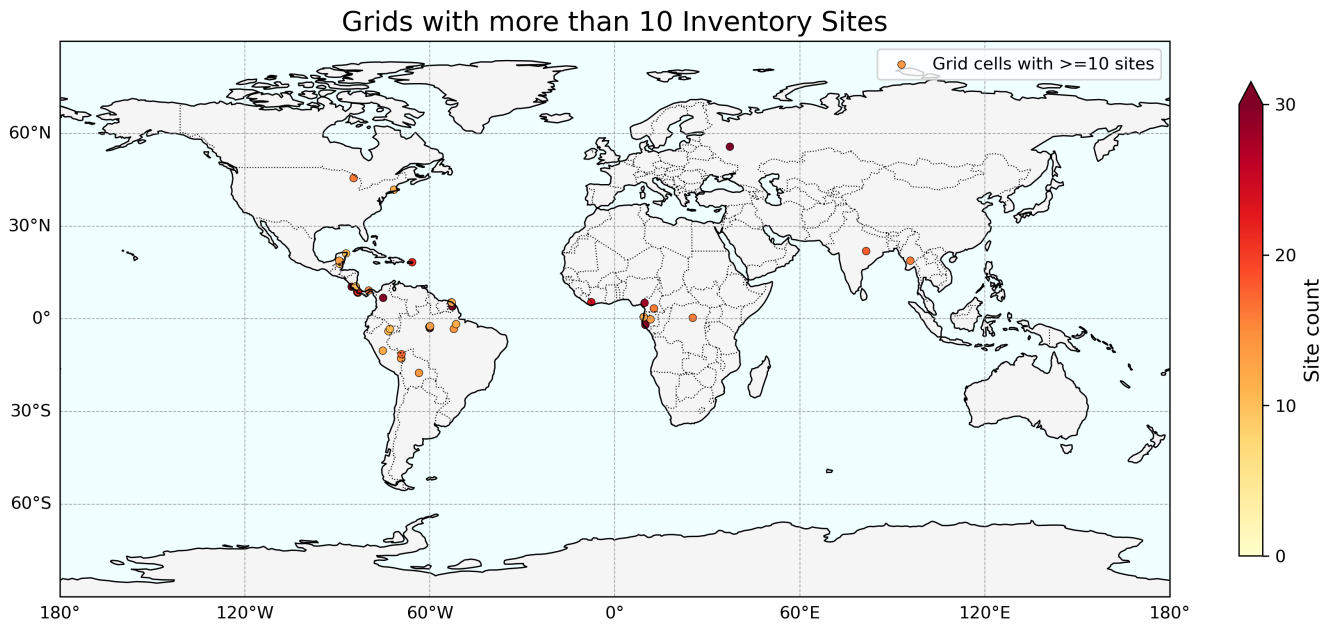 Grids with more than 10 Inventory Sites
Grid cells with >=10 sites
60°N
30°N
0°
30°S
60°S
180°
120°W
60°W
0°
60°E
120°E
180°
30
20
10
0
Site count